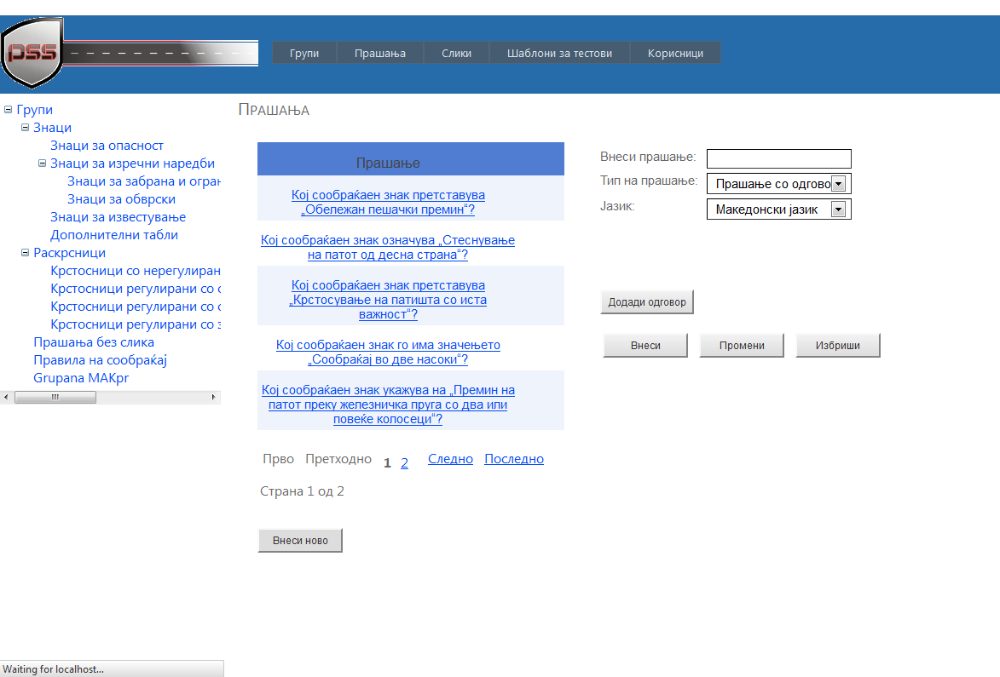 pss
Групи
Прашања
Слики
Шаблони за тестови
Корисници
Групи
Знаци
Знаци за опасност
Знаци за изречни наредби
Знаци за забрана и огран
Знаци за обврски
Знаци за известување
Дополнителни табли
Раскрсници
Крстосници со нерегулиран
Крстосници регулирани со с
Крстосници регулирани со с
Крстосници регулирани со з
Прашања без слика
Правила на сообраќај
Grupana MAKpr
Прашања
Прашање
Кој сообраќаен знак претставува
„Обележан пешачки премин“?
Кој сообраќаен знак означува „Стеснување
на патот од десна страна“?
Кој сообраќаен знак претставува
„Крстосување на патишта со иста
важност“?
Кој сообраќаен знак го има значењето
„Сообраќај во две насоки“?
Кој сообраќаен знак укажува на „Премин на
патот преку железничка пруга со два или
повеќе колосеци“?
Прво Претходно 1 2 Следно Последно
Страна 1 од 2
Внеси ново
Внеси прашање:
Тип на прашање: Прашање со одгово
Јазик: Македонски јазик
Додади одговор
Внеси Промени Избриши
Waiting for localhost...